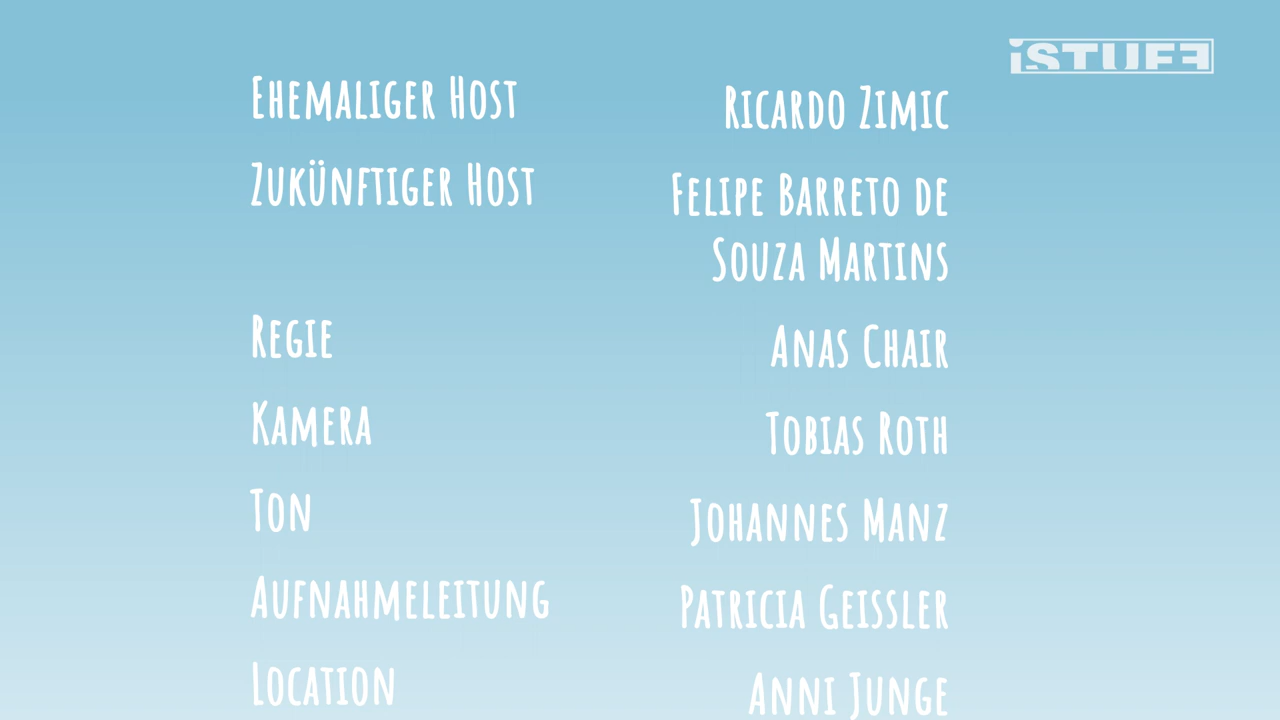 iSTUFF
Ehemaliger Host Ricardo Zimic
Zukünftiger Host Felipe Barreto de
Souza Martins
Regie Anas Chair
Kamera Tobias Roth
Ton Johannes Manz
Aufnahmeleitung Patricia Geissler
Location Anni Junge